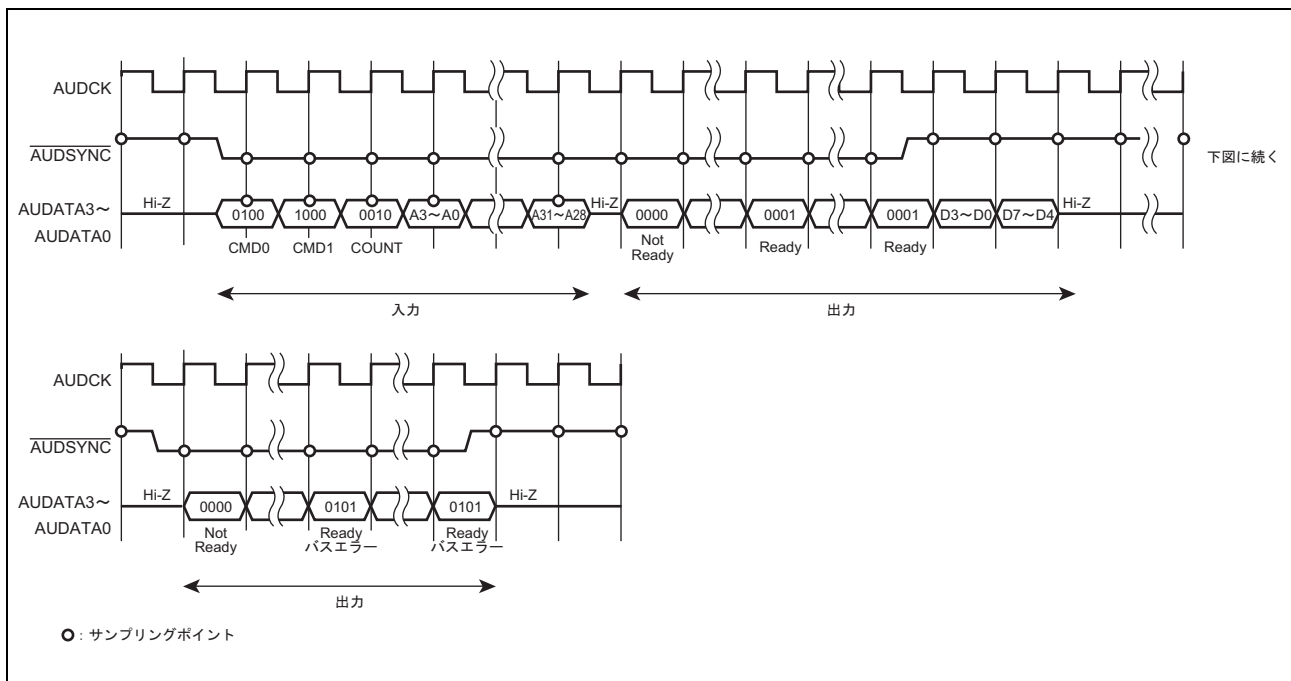 AUDCK
AUDSYNC
下図に続く
AUDATA3～
AUDATA0
Hi-Z 0100 1000 0010 A3～A0 A31～A28 Hi-Z 0000 0001 0001 D3～D0 D7～D4 Hi-Z
CMD0 CMD1 COUNT Not Ready Ready Ready
入力 出力
AUDCK
AUDSYNC
AUDATA3～
AUDATA0
Hi-Z 0000 0101 0101 Hi-Z
Not Ready Ready バスエラー Ready バスエラー
出力
: サンプリングポイント